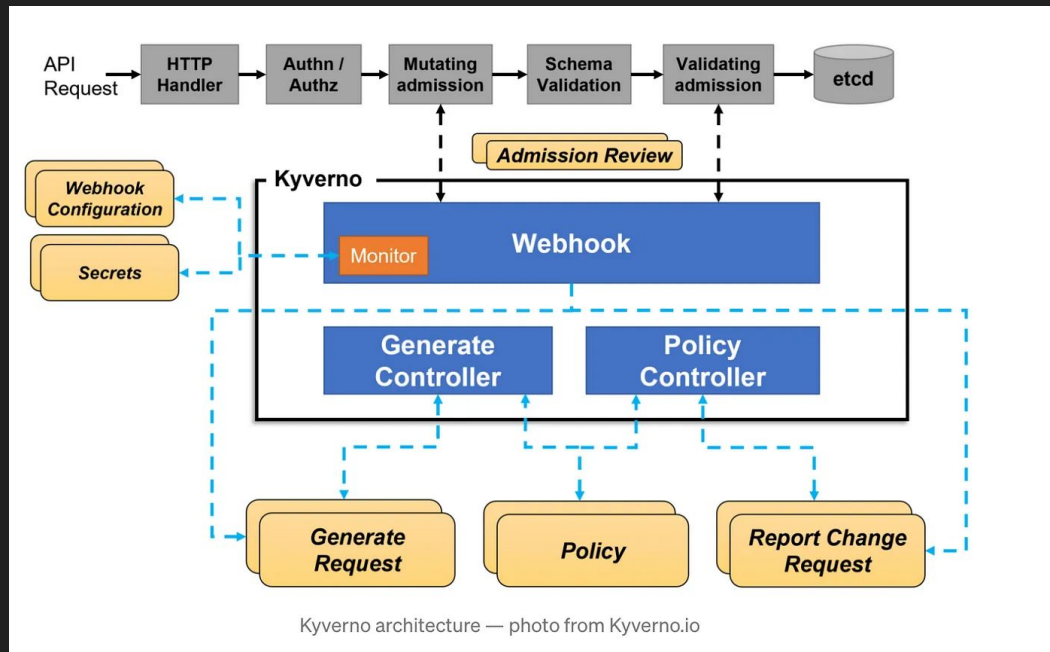 API
Request
HTTP
Handler
Authn /
Authz
Mutating
admission
Schema
Validation
Validating
admission
etcd
Admission Review
Kyverno
Webhook
Configuration
Secrets
Monitor
Webhook
Generate
Controller
Policy
Controller
Generate
Request
Policy
Report Change
Request
Kyverno architecture — photo from Kyverno.io